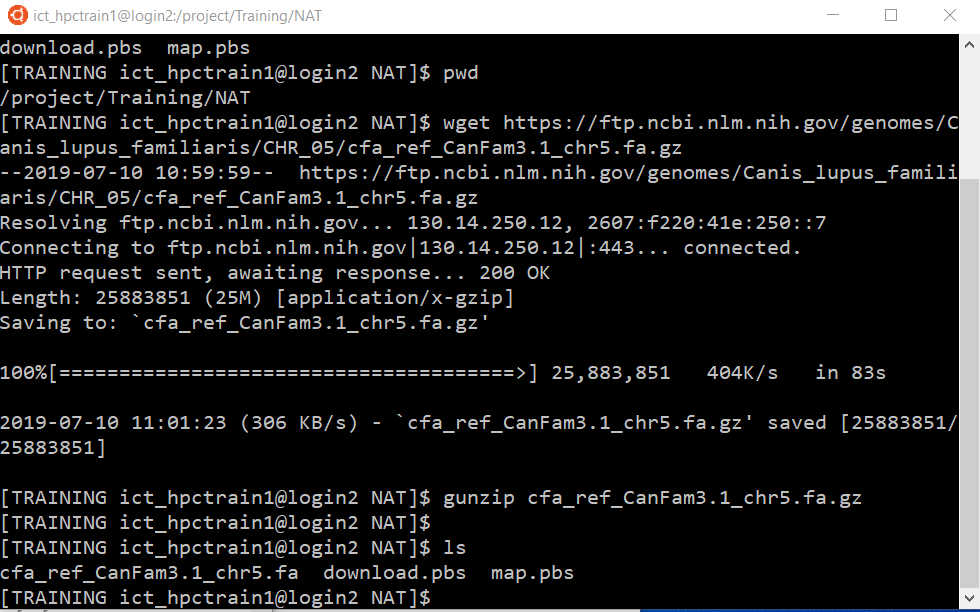 ict_hpctrain1@login2:/project/Training/NAT
download.pbs  map.pbs
[TRAINING ict_hpctrain1@login2 NAT]$ pwd
/project/Training/NAT
[TRAINING ict_hpctrain1@login2 NAT]$ wget https://ftp.ncbi.nlm.nih.gov/genomes/C
anis_lupus_familiaris/CHR_05/cfa_ref_CanFam3.1_chr5.fa.gz
--2019-07-10 10:59:59--  https://ftp.ncbi.nlm.nih.gov/genomes/Canis_lupus_famili
aris/CHR_05/cfa_ref_CanFam3.1_chr5.fa.gz
Resolving ftp.ncbi.nlm.nih.gov... 130.14.250.12, 2607:f220:41e:250::7
Connecting to ftp.ncbi.nlm.nih.gov|130.14.250.12|:443... connected.
HTTP request sent, awaiting response... 200 OK
Length: 25883851 (25M) [application/x-gzip]
Saving to: `cfa_ref_CanFam3.1_chr5.fa.gz'
100%[======================================>] 25,883,851   404K/s   in 83s
2019-07-10 11:01:23 (306 KB/s) - `cfa_ref_CanFam3.1_chr5.fa.gz' saved [25883851/
25883851]
[TRAINING ict_hpctrain1@login2 NAT]$ gunzip cfa_ref_CanFam3.1_chr5.fa.gz
[TRAINING ict_hpctrain1@login2 NAT]$
[TRAINING ict_hpctrain1@login2 NAT]$ ls
cfa_ref_CanFam3.1_chr5.fa  download.pbs  map.pbs
[TRAINING ict_hpctrain1@login2 NAT]$